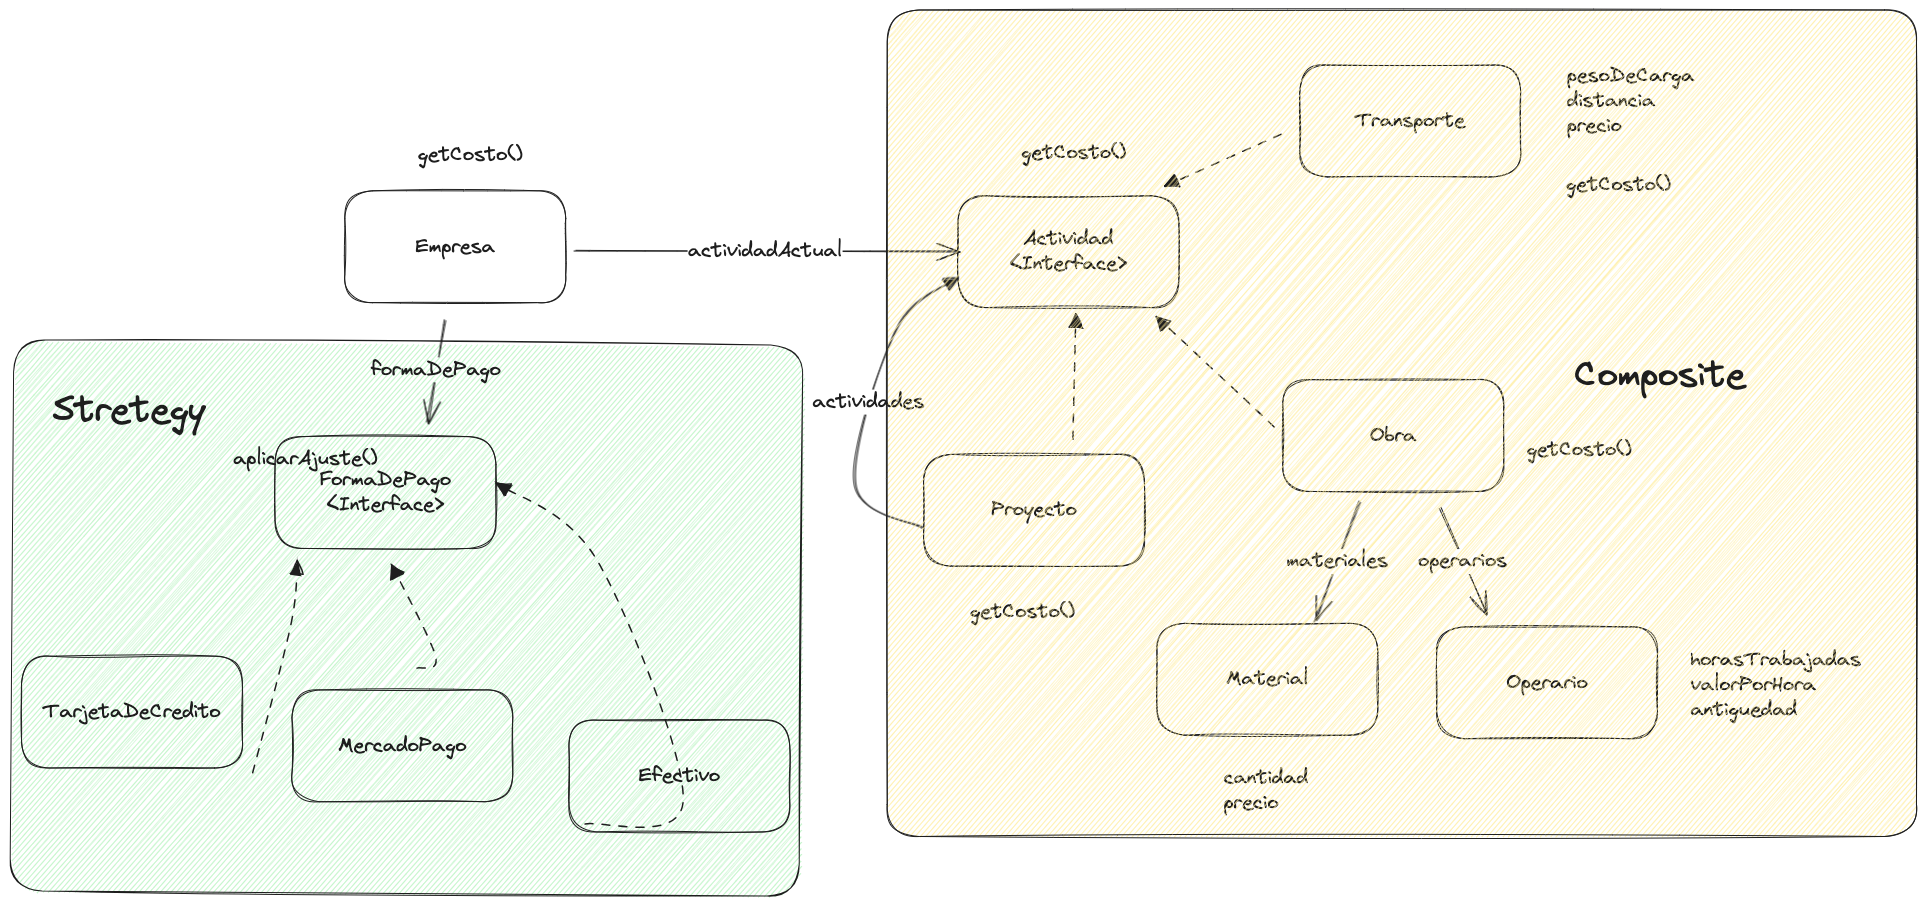 getCosto()
Empresa
actividadActual
formaDePago
Stretegy
aplicarAjuste()
FormaDePago
<Interface>
TarjetaDeCredito
MercadoPago
Efectivo
getCosto()
Actividad
<Interface>
Transporte
pesoDeCarga
distancia
precio
getCosto()
Composite
actividades
Proyecto
getCosto()
Obra
getCosto()
materiales
operarios
Material
cantidad
precio
Operario
horasTrabajadas
valorPorHora
antiguedad